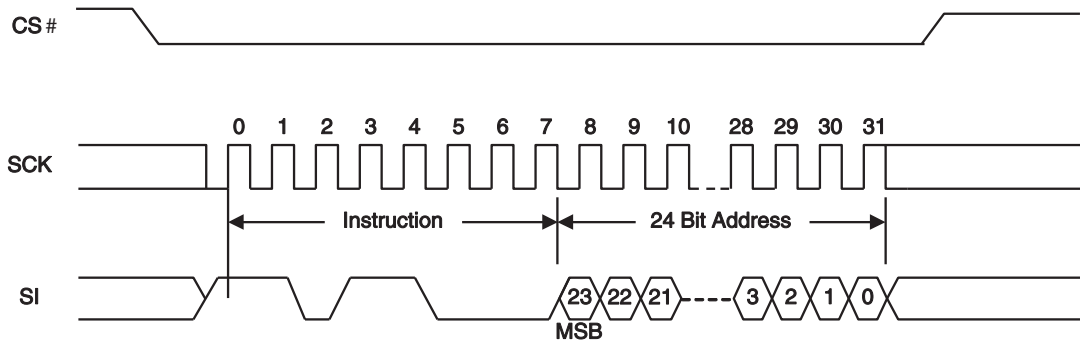 CS #
0 1 2 3 4 5 6 7 8 9 10 28 29 30 31
SCK
Instruction 24 Bit Address
SI 23 22 21 3 2 1 0
MSB